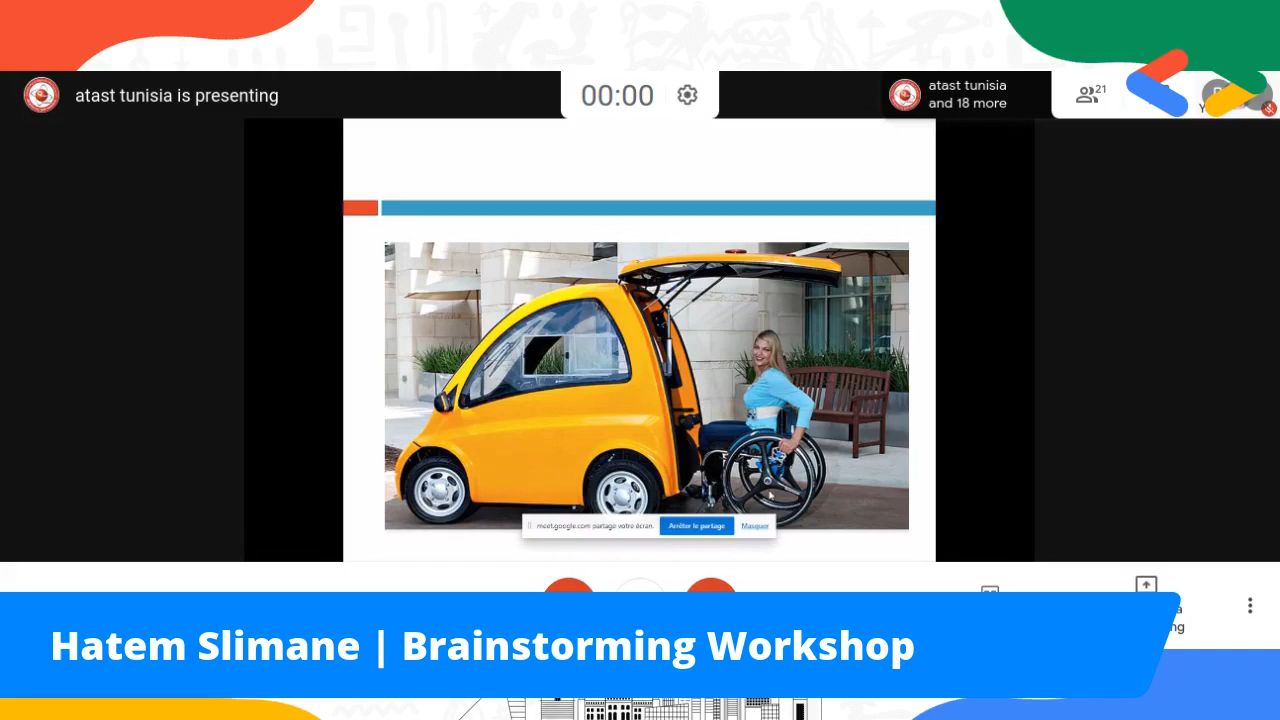 atast tunisia is presenting
00:00
atast tunisia
and 18 more
21
meet.google.com partage votre écran.
Arrêter le partage
Masquer
Hatem Slimane | Brainstorming Workshop